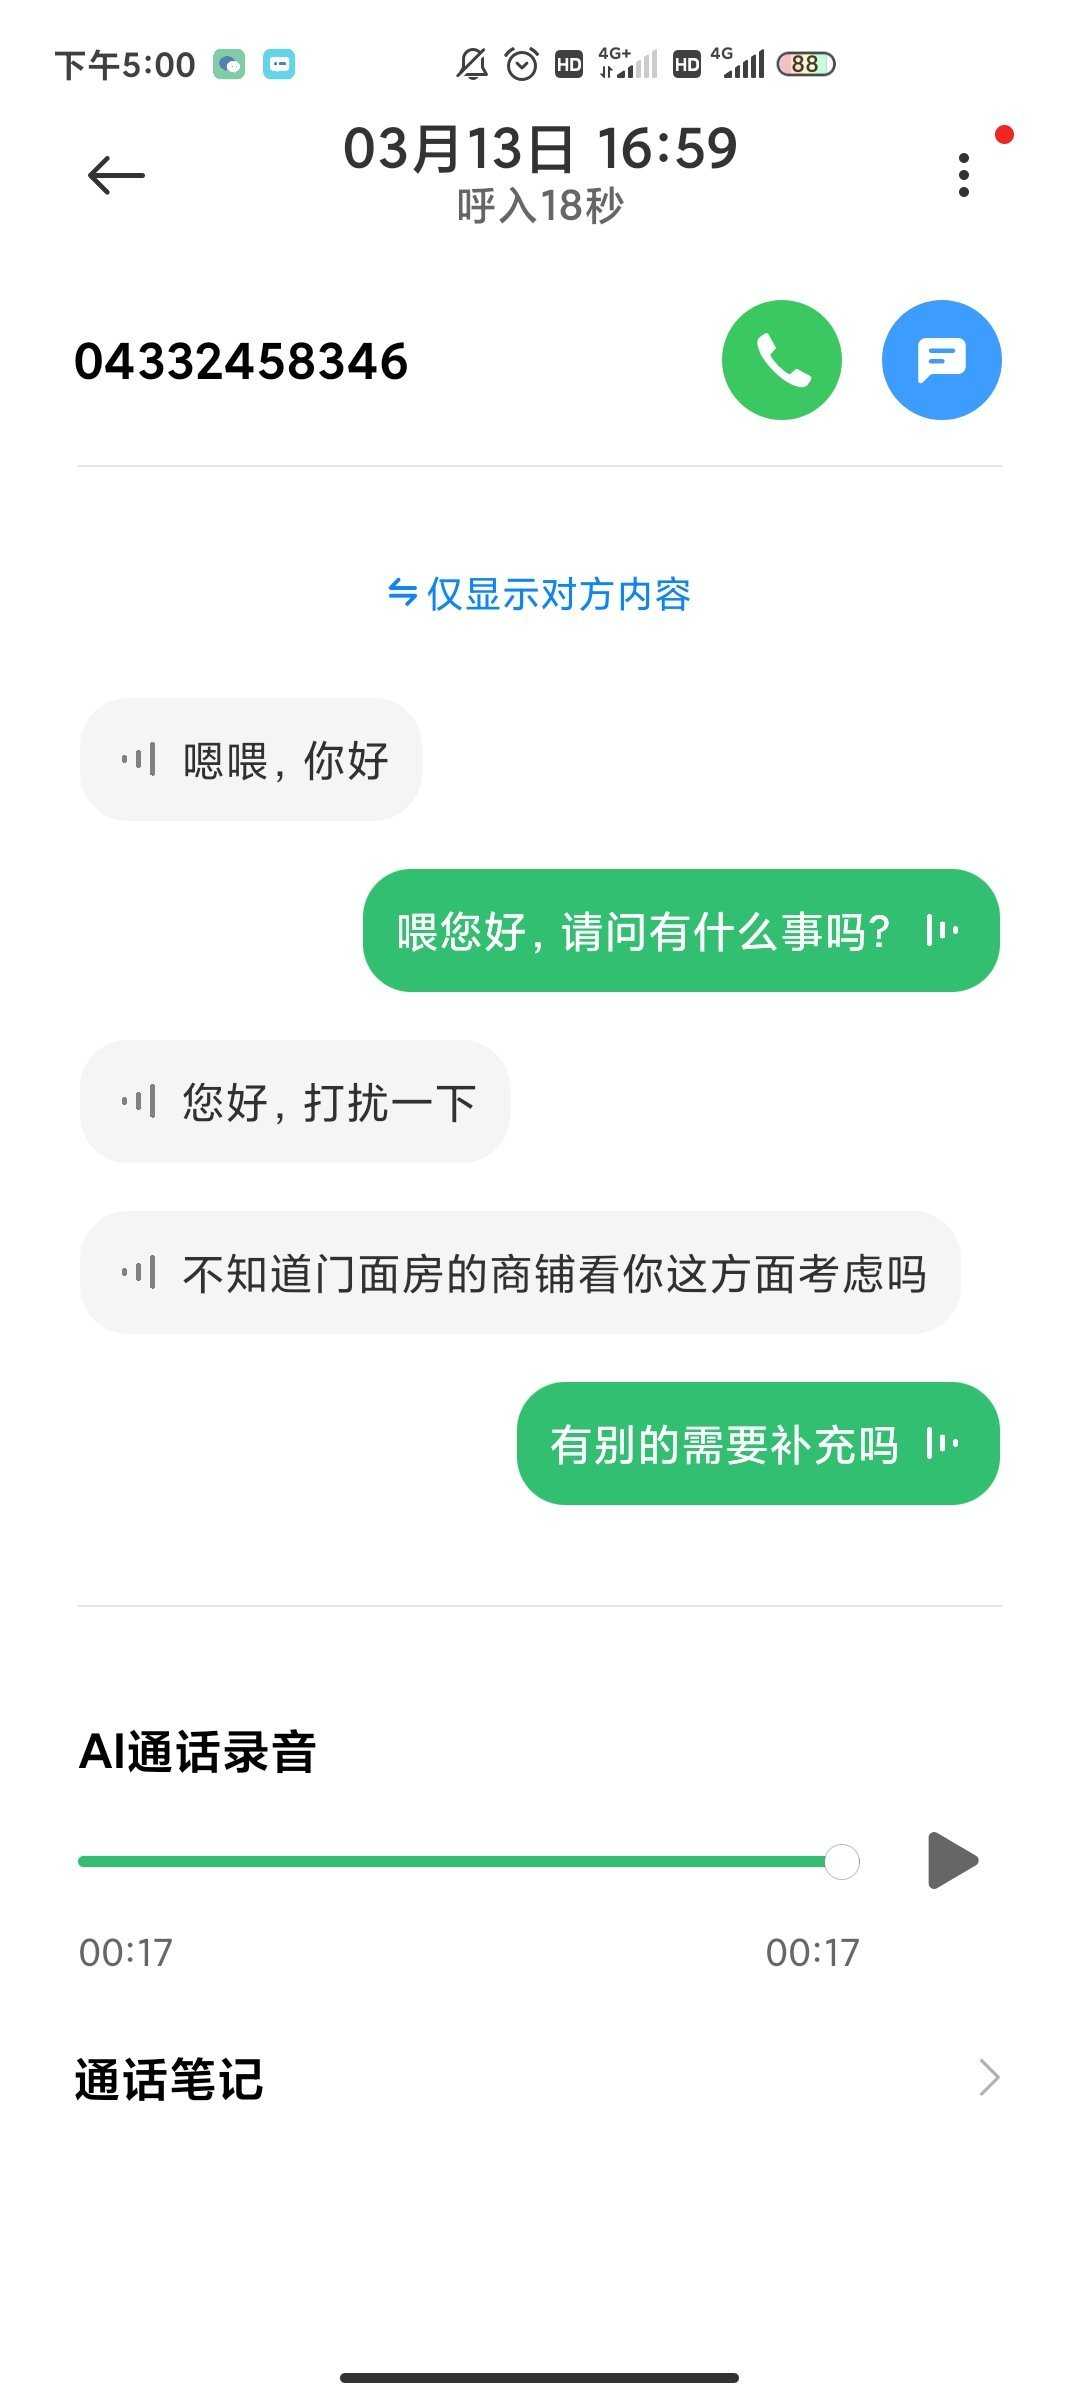 下午5:00
HD 4G+ HD 4G 88
03月13日 16:59
呼入18秒
04332458346
仅显示对方内容
嗯喂，你好
喂您好，请问有什么事吗？
您好，打扰一下
不知道门面房的商铺看你这方面考虑吗
有别的需要补充吗
AI通话录音
00:17 00:17
通话笔记